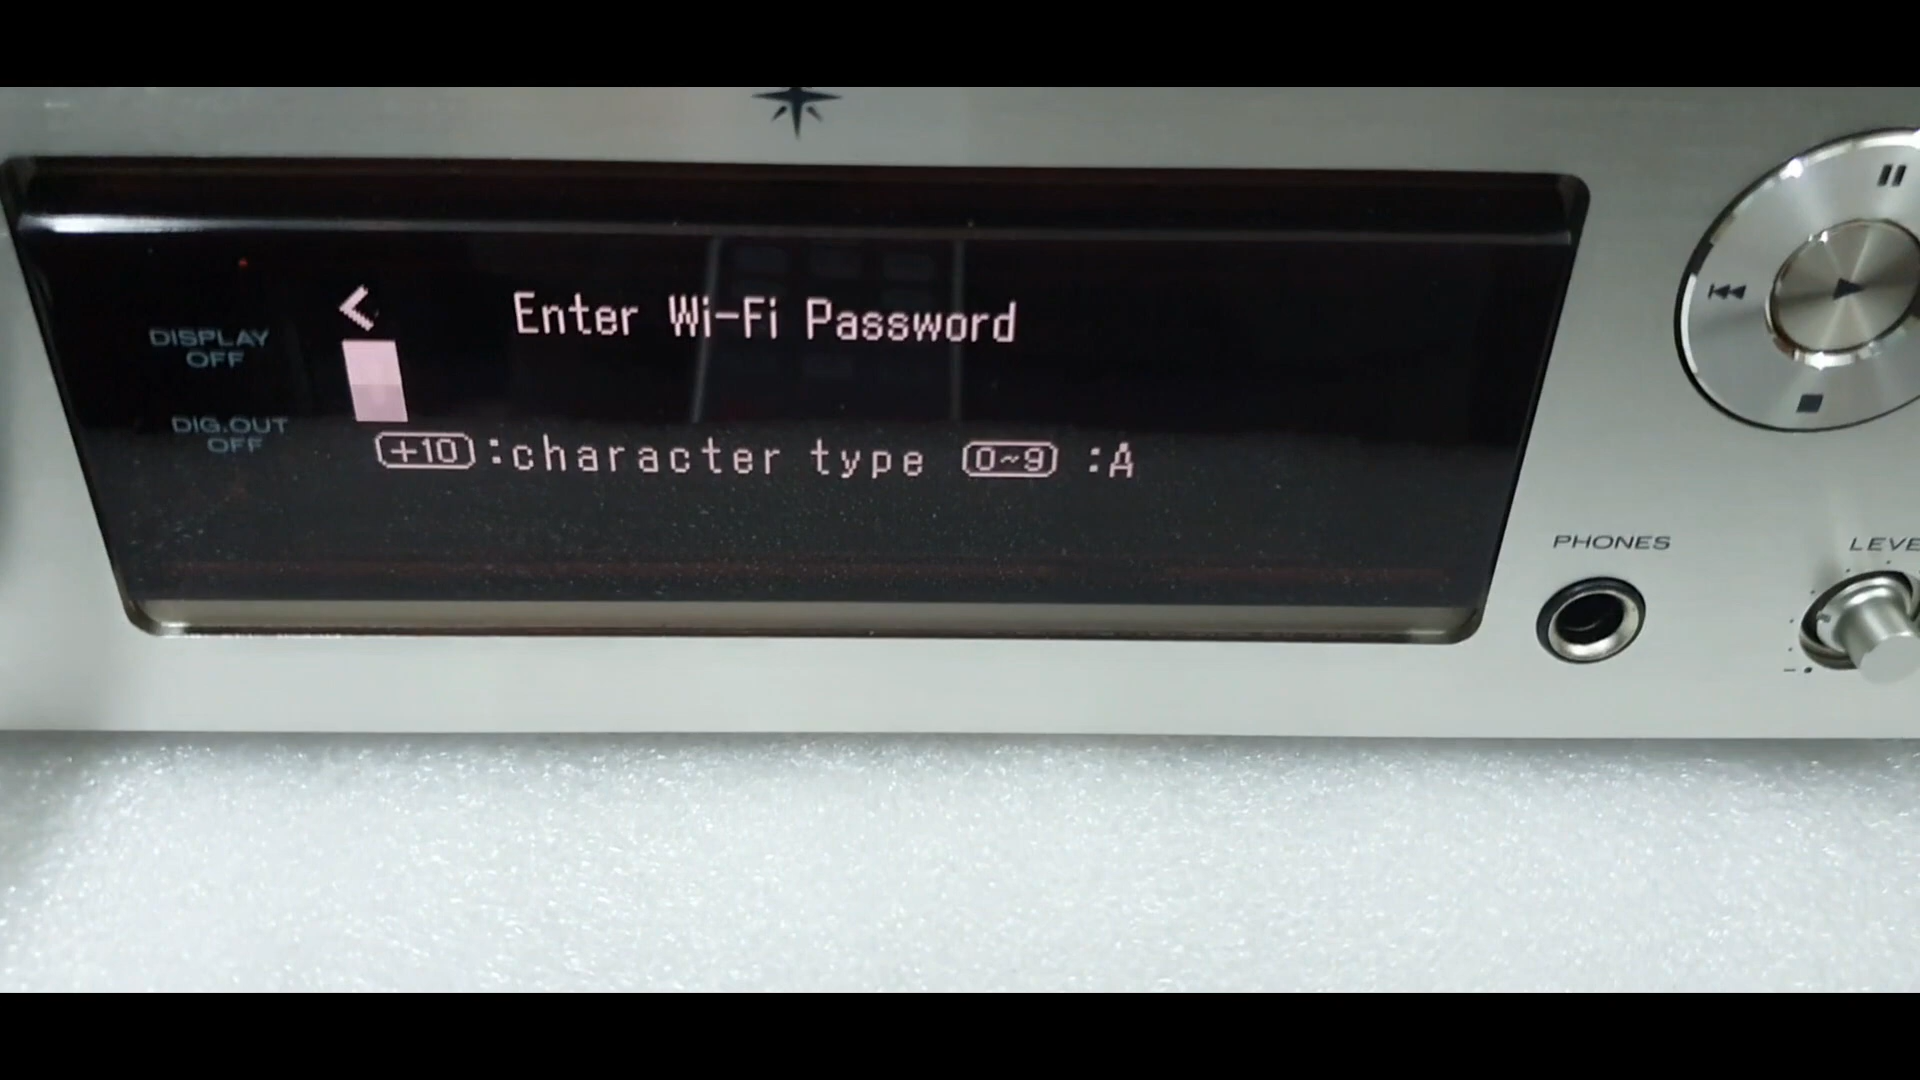 < Enter Wi-Fi Password
DISPLAY
OFF
DIG.OUT
OFF
+10 :character type 0~9 :A
PHONES
LEVE